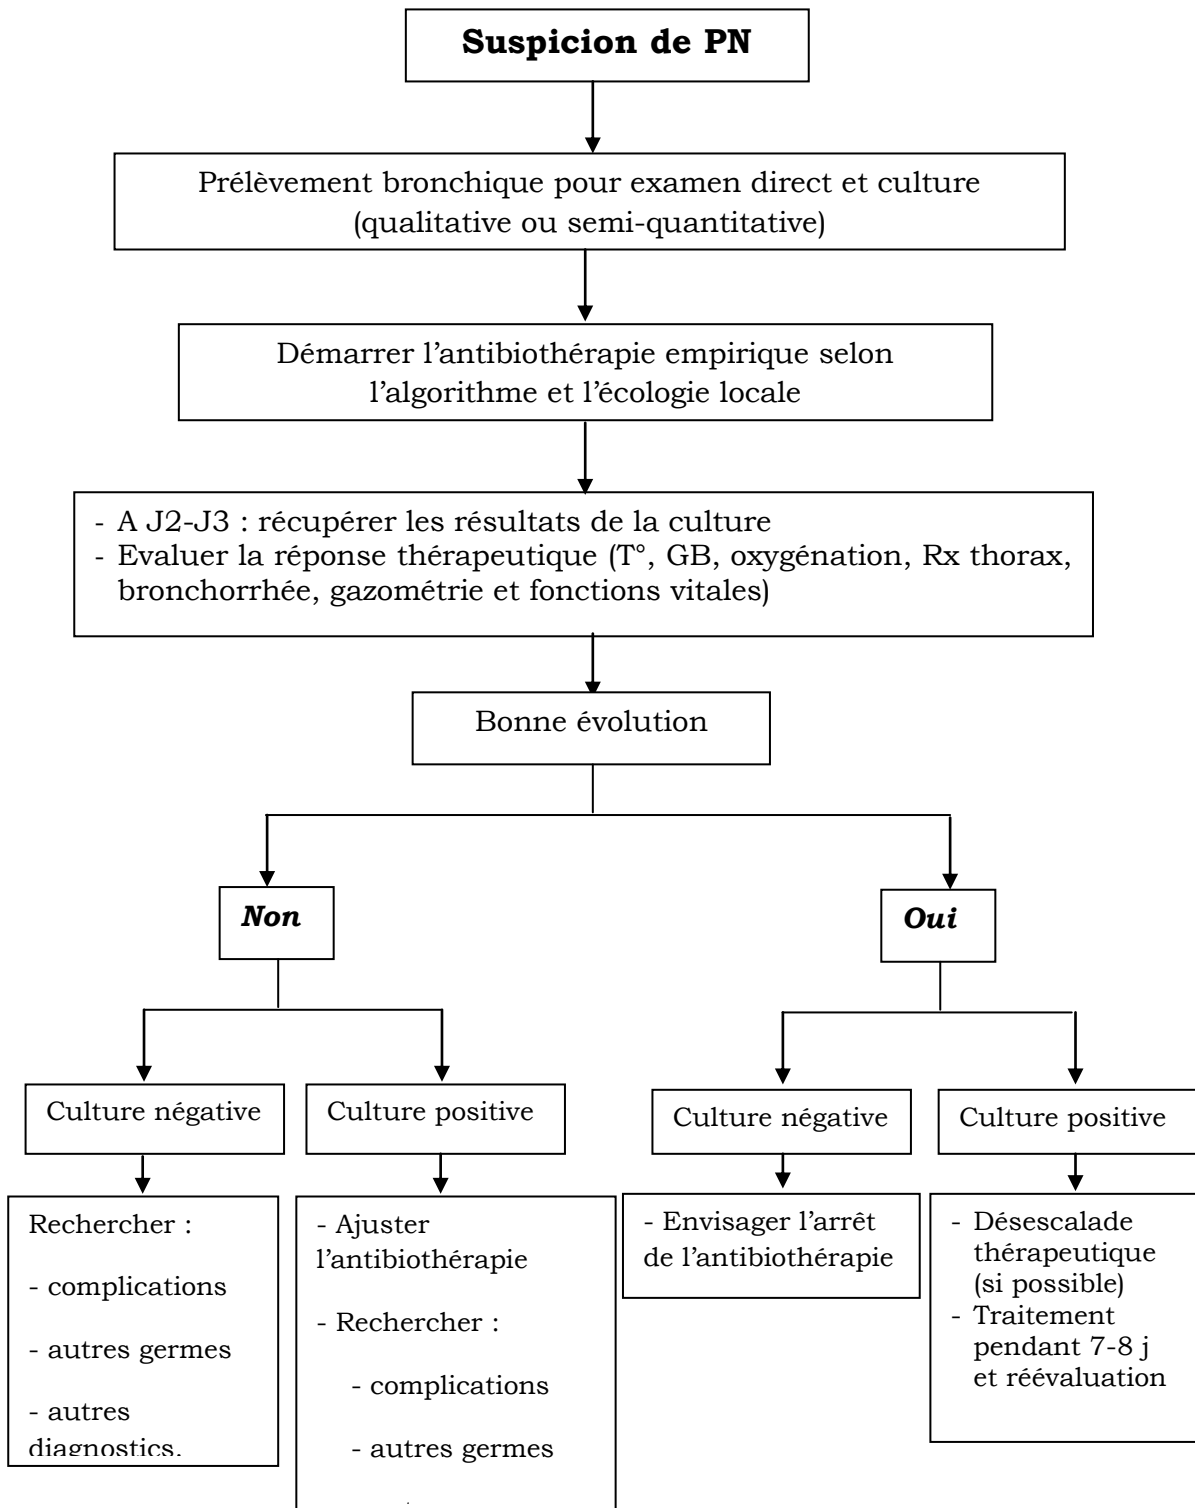 Suspicion de PN
Prélèvement bronchique pour examen direct et culture
(qualitative ou semi-quantitative)
Démarrer l’antibiothérapie empirique selon
l’algorithme et l’écologie locale
- A J2-J3 : récupérer les résultats de la culture
- Evaluer la réponse thérapeutique (T°, GB, oxygénation, Rx thorax,
bronchorrhée, gazométrie et fonctions vitales)
Bonne évolution
Non
Oui
Culture négative
Culture positive
Culture négative
Culture positive
Rechercher :
- complications
- autres germes
- autres
diagnostics.
- Ajuster
l’antibiothérapie
- Rechercher :
- complications
- autres germes
- Envisager l’arrêt
de l’antibiothérapie
- Désescalade
thérapeutique
(si possible)
- Traitement
pendant 7-8 j
et réévaluation